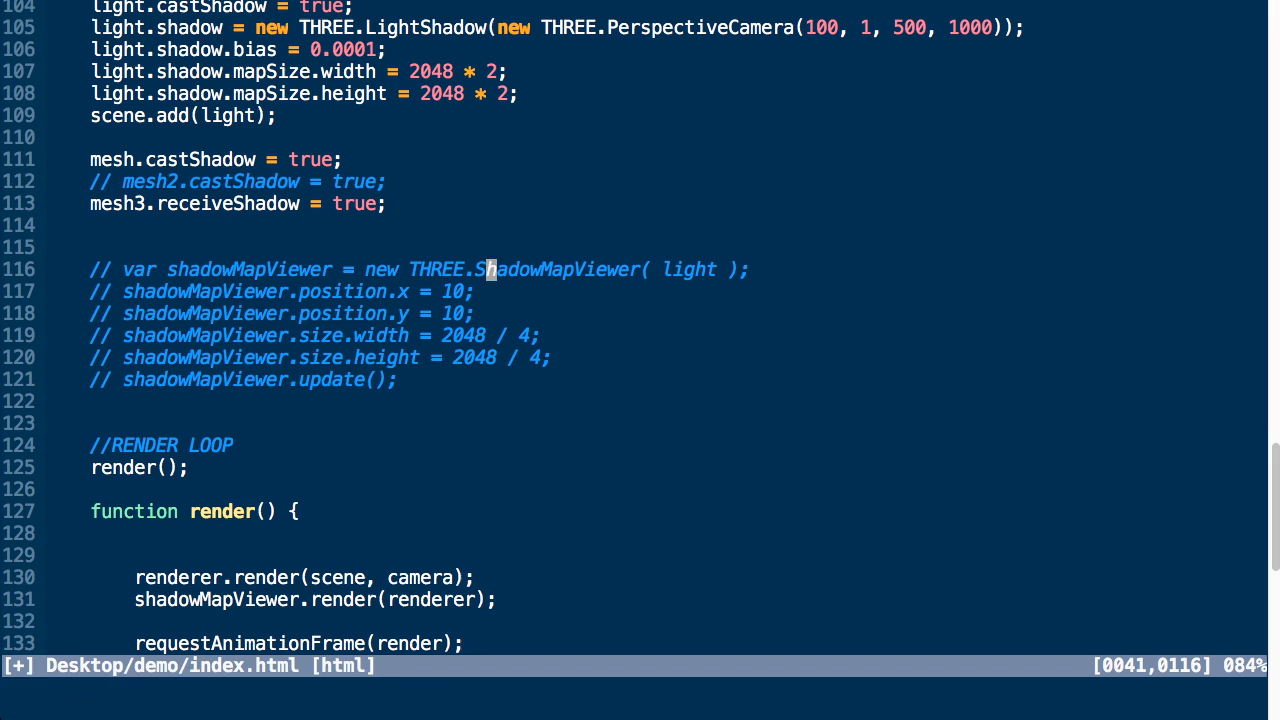 104 light.castShadow = true;
105 light.shadow = new THREE.LightShadow(new THREE.PerspectiveCamera(100, 1, 500, 1000));
106 light.shadow.bias = 0.0001;
107 light.shadow.mapSize.width = 2048 * 2;
108 light.shadow.mapSize.height = 2048 * 2;
109 scene.add(light);
110
111 mesh.castShadow = true;
112 // mesh2.castShadow = true;
113 mesh3.receiveShadow = true;
114
115
116 // var shadowMapViewer = new THREE.ShadowMapViewer( light );
117 // shadowMapViewer.position.x = 10;
118 // shadowMapViewer.position.y = 10;
119 // shadowMapViewer.size.width = 2048 / 4;
120 // shadowMapViewer.size.height = 2048 / 4;
121 // shadowMapViewer.update();
122
123
124 //RENDER LOOP
125 render();
126
127 function render() {
128
129
130 renderer.render(scene, camera);
131 shadowMapViewer.render(renderer);
132
133 requestAnimationFrame(render);
[+] Desktop/demo/index.html [html] [0041,0116] 084%